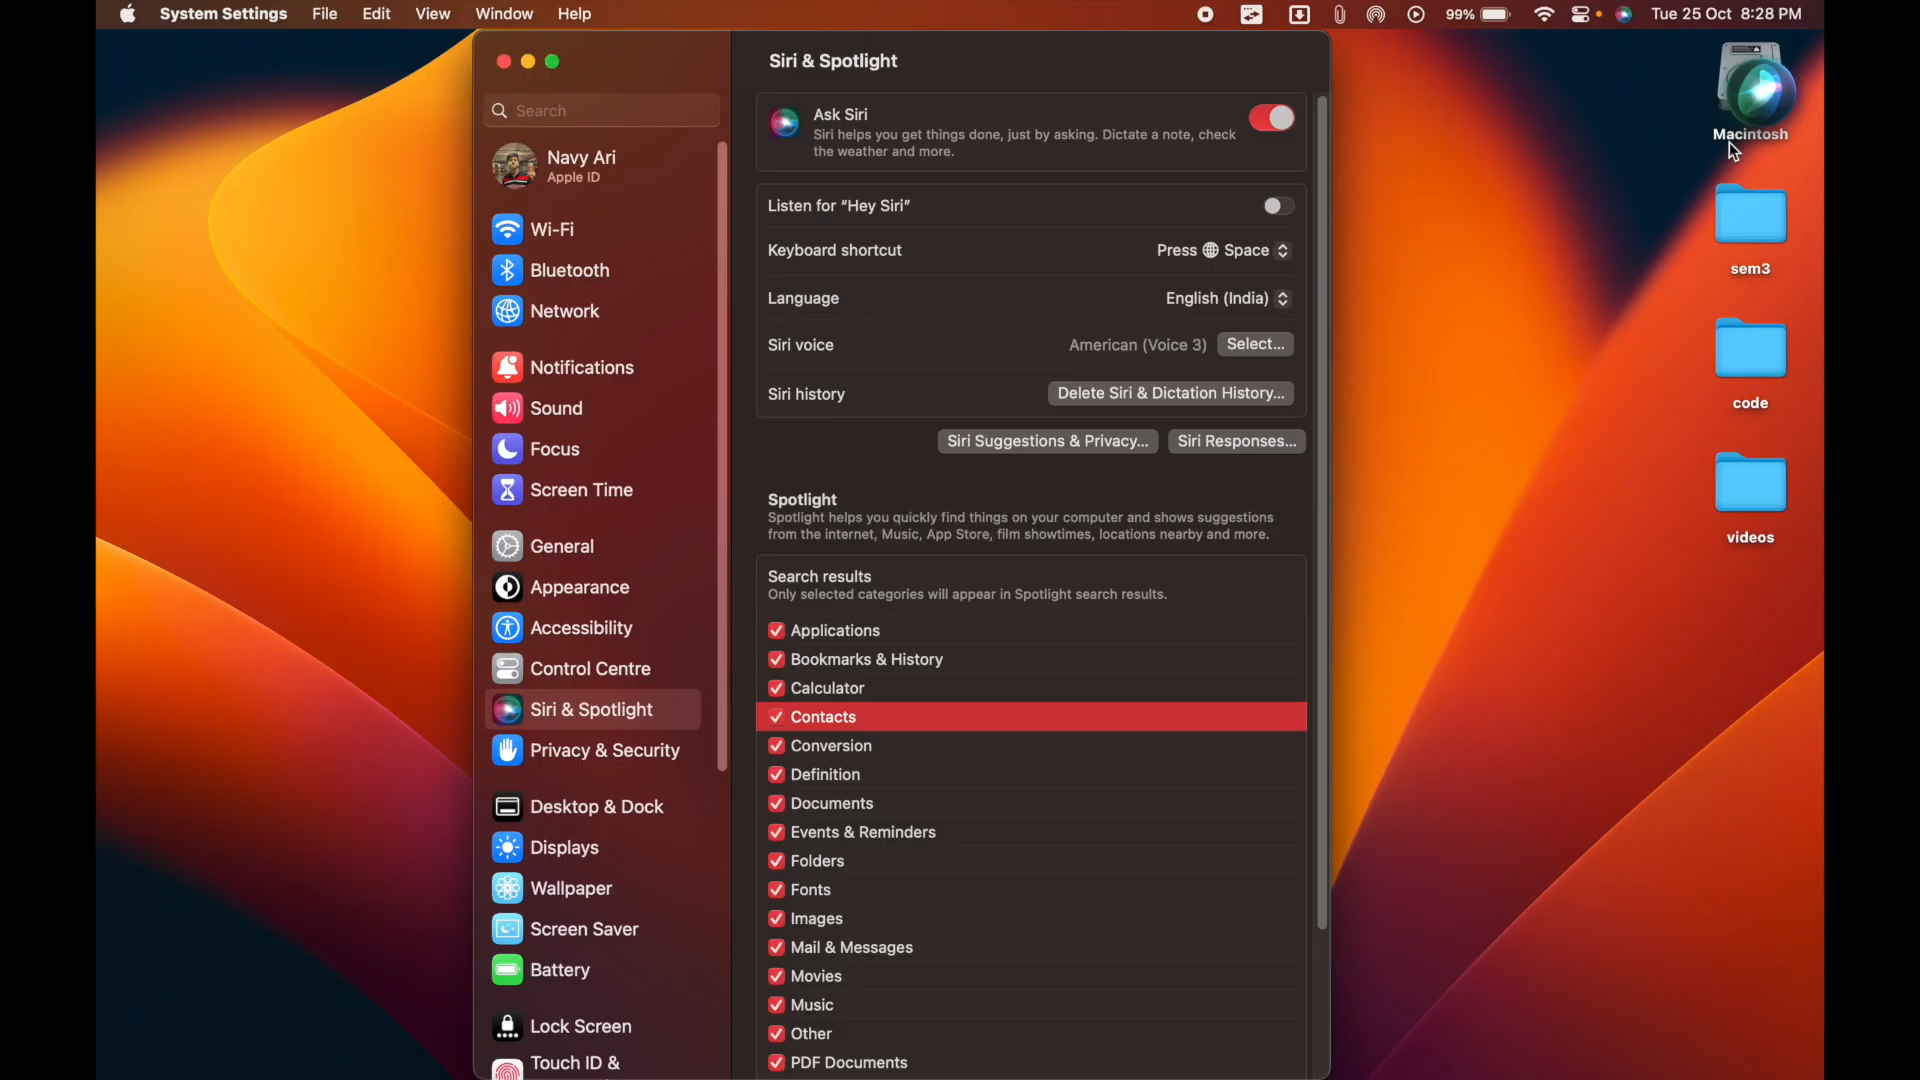 System Settings File Edit View Window Help 99% Tue 25 Oct 8:28 PM
Search
Navy Ari
Apple ID
Wi-Fi
Bluetooth
Network
Notifications
Sound
Focus
Screen Time
General
Appearance
Accessibility
Control Centre
Siri & Spotlight
Privacy & Security
Desktop & Dock
Displays
Wallpaper
Screen Saver
Battery
Lock Screen
Touch ID &
Siri & Spotlight
Ask Siri
Siri helps you get things done, just by asking. Dictate a note, check
the weather and more.
Listen for “Hey Siri”
Keyboard shortcut Press Space
Language English (India)
Siri voice American (Voice 3) Select...
Siri history Delete Siri & Dictation History...
Siri Suggestions & Privacy... Siri Responses...
Spotlight
Spotlight helps you quickly find things on your computer and shows suggestions
from the internet, Music, App Store, film showtimes, locations nearby and more.
Search results
Only selected categories will appear in Spotlight search results.
Applications
Bookmarks & History
Calculator
Contacts
Conversion
Definition
Documents
Events & Reminders
Folders
Fonts
Images
Mail & Messages
Movies
Music
Other
PDF Documents
Macintosh
sem3
code
videos